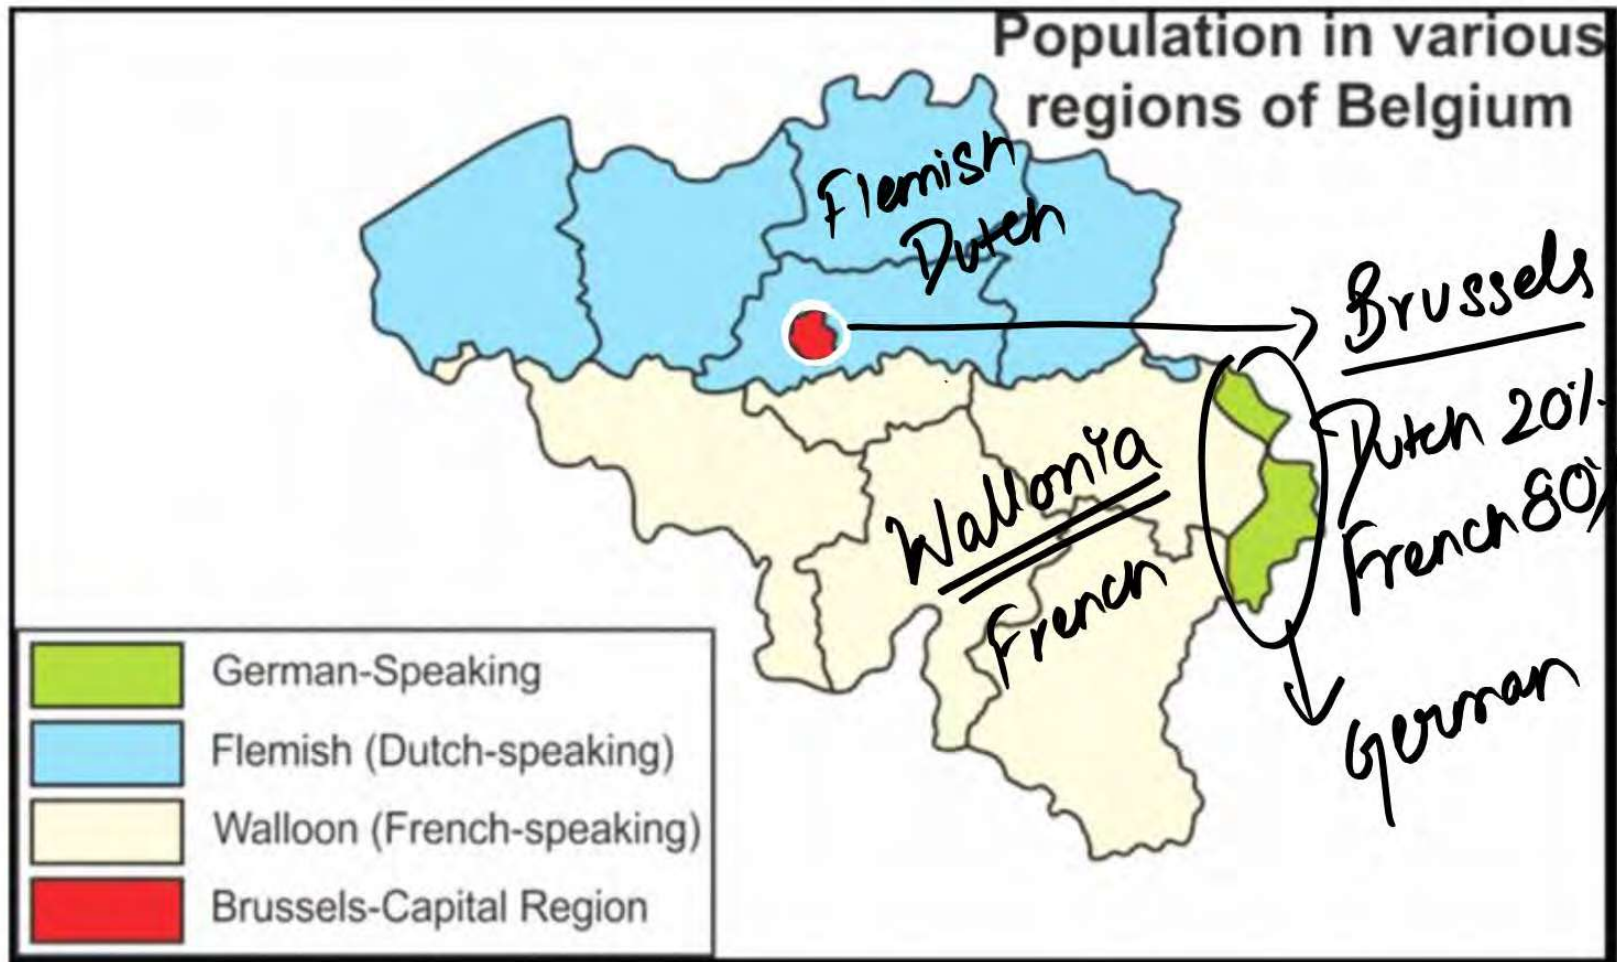 Population in various
regions of Belgium
Flemish
Dutch
Brussels
Dutch 20%
French 80%
Wallonia
French
German
German-Speaking
Flemish (Dutch-speaking)
Walloon (French-speaking)
Brussels-Capital Region